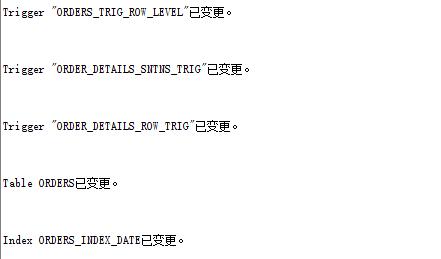 Trigger "ORDERS_TRIG_ROW_LEVEL"已变更。
Trigger "ORDER_DETAILS_SNTNS_TRIG"已变更。
Trigger "ORDER_DETAILS_ROW_TRIG"已变更。
Table ORDERS已变更。
Index ORDERS_INDEX_DATE已变更。